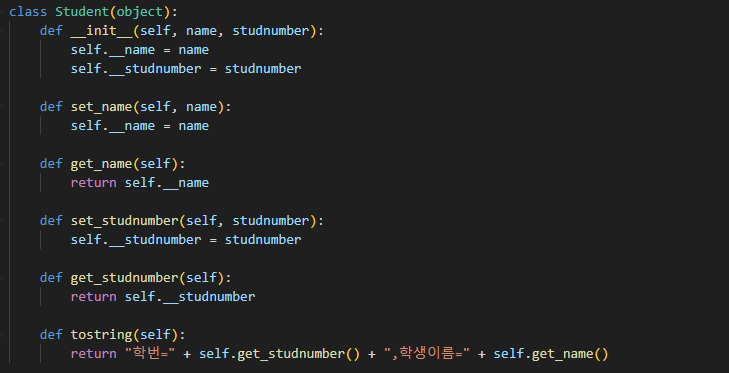 class Student(object):
    def __init__(self, name, studnumber):
        self.__name = name
        self.__studnumber = studnumber

    def set_name(self, name):
        self.__name = name

    def get_name(self):
        return self.__name

    def set_studnumber(self, studnumber):
        self.__studnumber = studnumber

    def get_studnumber(self):
        return self.__studnumber

    def tostring(self):
        return "학번=" + self.get_studnumber() + ",학생이름=" + self.get_name()